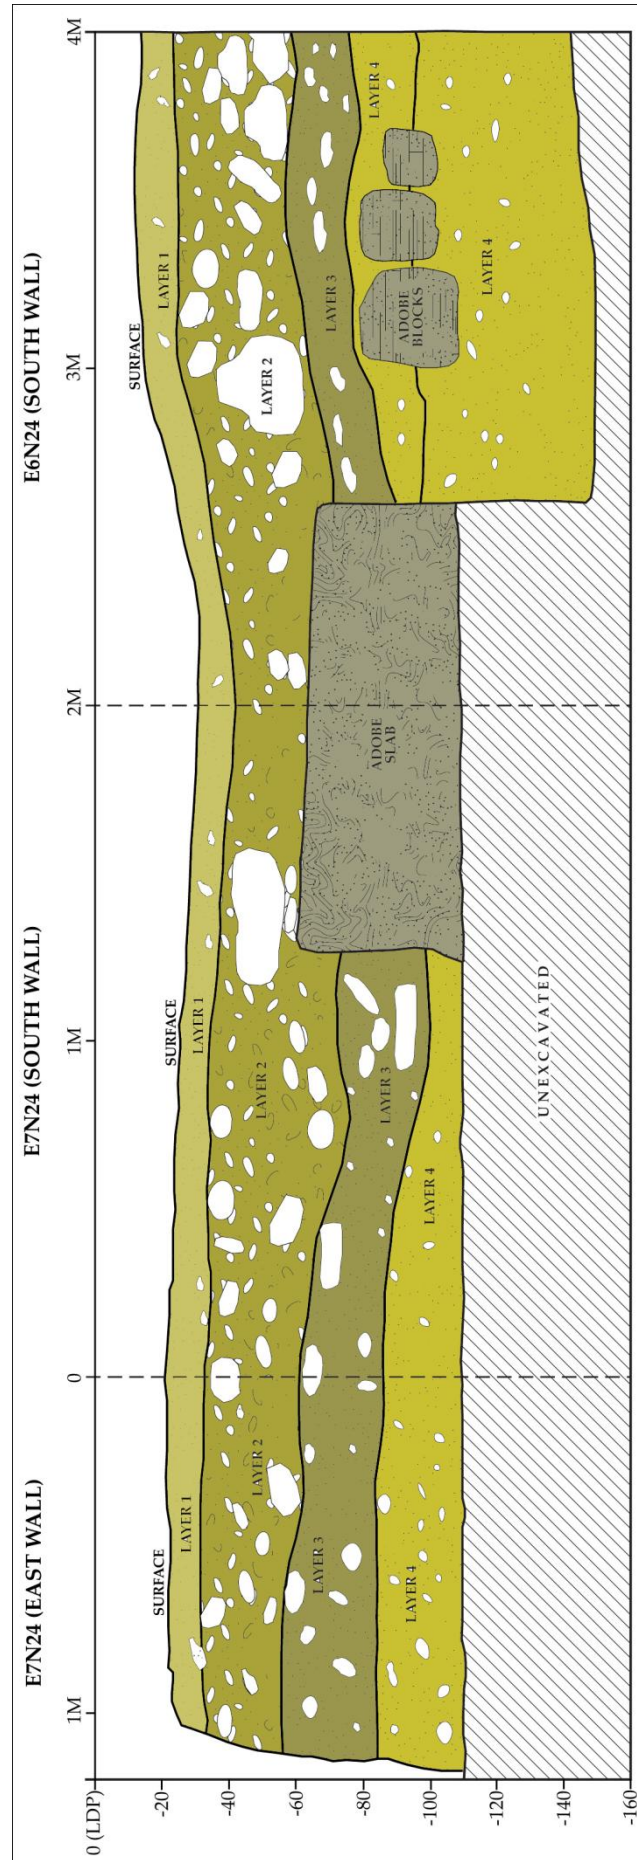 E7N24 (EAST WALL)
E7N24 (SOUTH WALL)
E6N24 (SOUTH WALL)
1M
0
1M
2M
3M
4M
0 (LDP)
-20
-40
-60
-80
-100
-120
-140
-160
SURFACE
LAYER 1
LAYER 2
LAYER 3
LAYER 4
SURFACE
LAYER 1
LAYER 2
LAYER 3
LAYER 4
UNEXCAVATED
ADOBE
SLAB
SURFACE
LAYER 1
LAYER 2
LAYER 3
LAYER 4
ADOBE
BLOCKS
LAYER 4